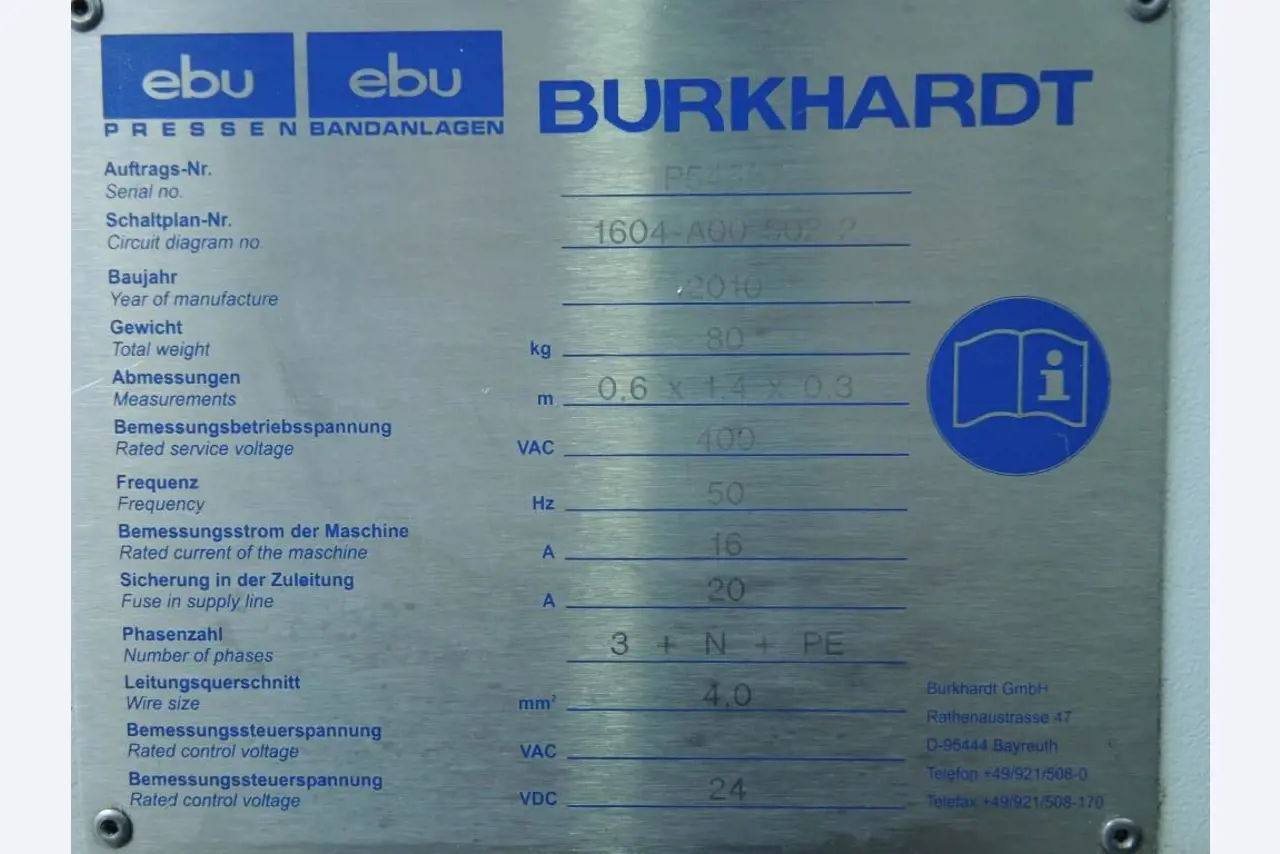 ebu ebu BURKHARDT
PRESSEN BANDANLAGEN
Auftrags-Nr.
Serial no.
Schaltplan-Nr.
Circuit diagram no. 1604-A00
Baujahr
Year of manufacture 2010
Gewicht
Total weight kg 80
Abmessungen
Measurements m 0.6 x 1.4 x 0.3
Bemessungsbetriebsspannung
Rated service voltage VAC 400
Frequenz
Frequency Hz 50
Bemessungsstrom der Maschine
Rated current of the maschine A 16
Sicherung in der Zuleitung
Fuse in supply line A 20
Phasenzahl
Number of phases 3 + N + PE
Leitungsquerschnitt
Wire size mm² 4.0
Bemessungssteuerspannung
Rated control voltage VAC
Bemessungssteuerspannung
Rated control voltage VDC 24
Burkhardt GmbH
Rathenaustrasse 47
D-95444 Bayreuth
Telefon +49/921/508-0
Telefax +49/921/508-170